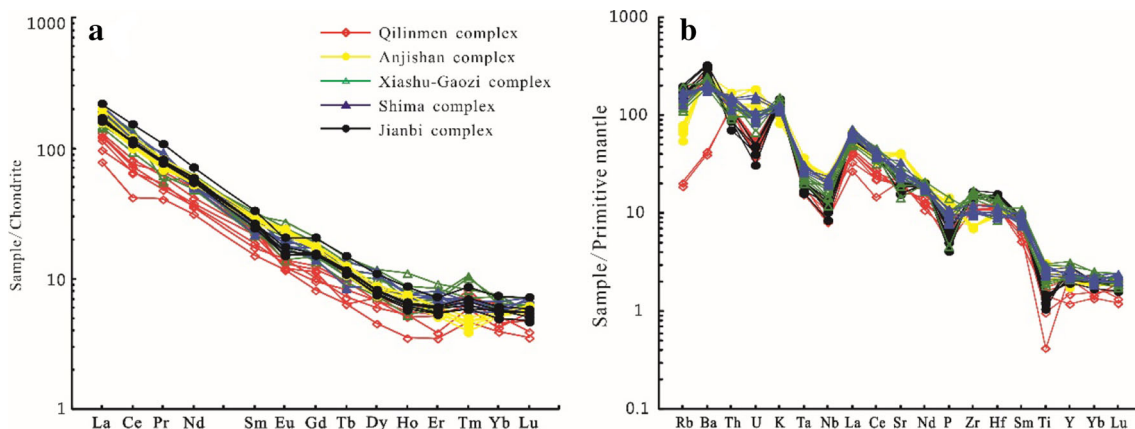 a
Sample/Chondrite
1000
100
10
1
Qilinmen complex
Anjishan complex
Xiashu-Gaozi complex
Shima complex
Jianbi complex
La Ce Pr Nd Sm Eu Gd Tb Dy Ho Er Tm Yb Lu
b
Sample/Primitive mantle
1000
100
10
1
0.1
Rb Ba Th U K Ta Nb La Ce Sr Nd P Zr Hf Sm Ti Y Yb Lu